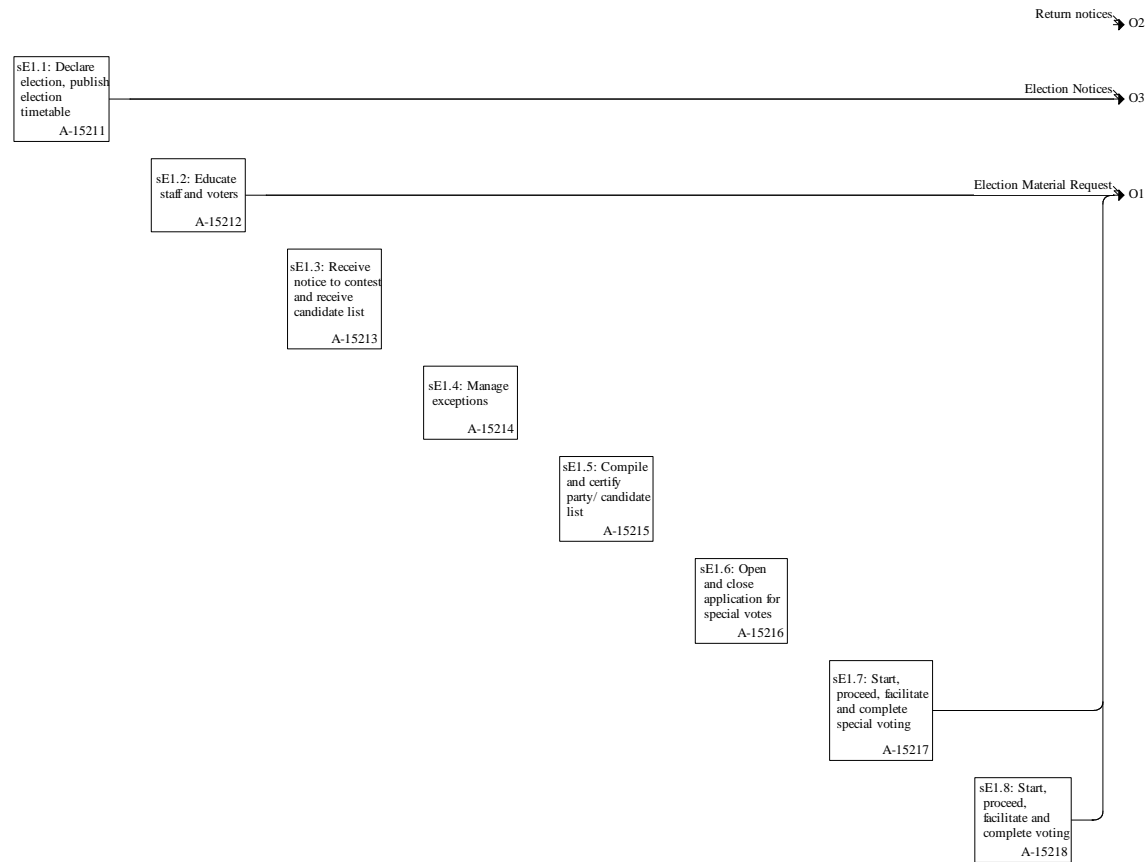 Return notices
O2
sE1.1: Declare
election, publish
election
timetable
A-15211
Election Notices
O3
sE1.2: Educate
staff and voters
A-15212
Election Material Request
O1
sE1.3: Receive
notice to contest
and receive
candidate list
A-15213
sE1.4: Manage
exceptions
A-15214
sE1.5: Compile
and certify
party/ candidate
list
A-15215
sE1.6: Open
and close
application for
special votes
A-15216
sE1.7: Start,
proceed, facilitate
and complete
special voting
A-15217
sE1.8: Start,
proceed,
facilitate and
complete voting
A-15218